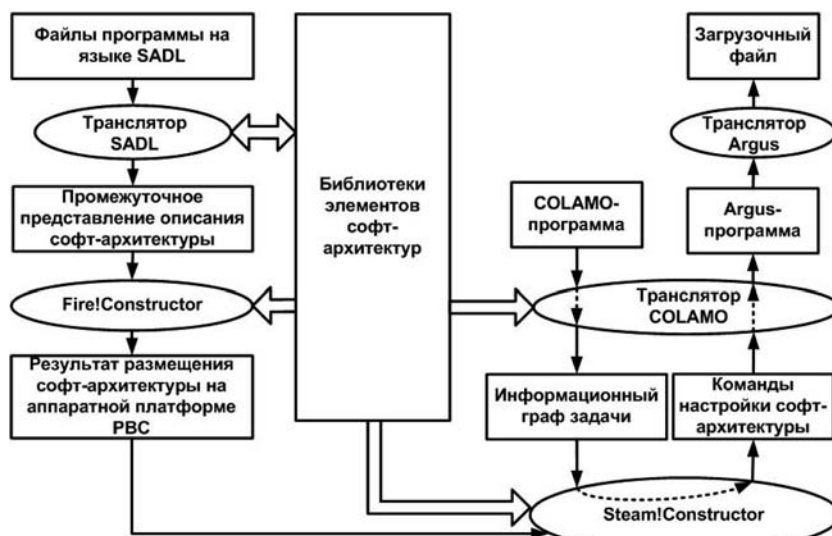 Файлы программы на
языке SADL
Транслятор
SADL
Промежуточное
представление описания
софт-архитектуры
Fire!Constructor
Результат размещения
софт-архитектуры на
аппаратной платформе
РВС
Библиотеки
элементов
софт-
архитектур
COLAMO-
программа
Транслятор
COLAMO
Информационный
граф задачи
Steam!Constructor
Команды
настройки софт-
архитектуры
Argus-
программа
Транслятор
Argus
Загрузочный
файл